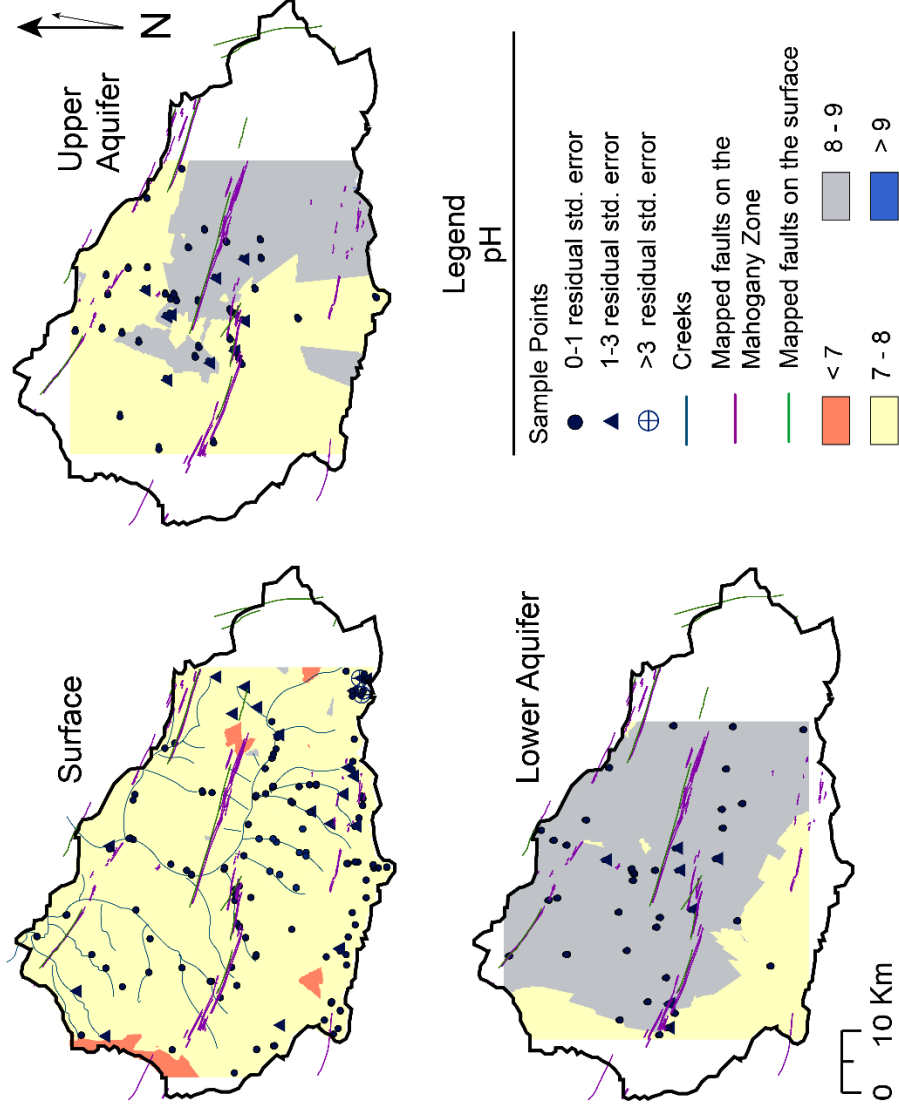 Surface
Upper
Aquifer
N
Lower Aquifer
0 10 Km
Legend
pH
Sample Points
0-1 residual std. error
1-3 residual std. error
>3 residual std. error
Creeks
Mapped faults on the
Mahogany Zone
Mapped faults on the surface
< 7
8 - 9
7 - 8
> 9